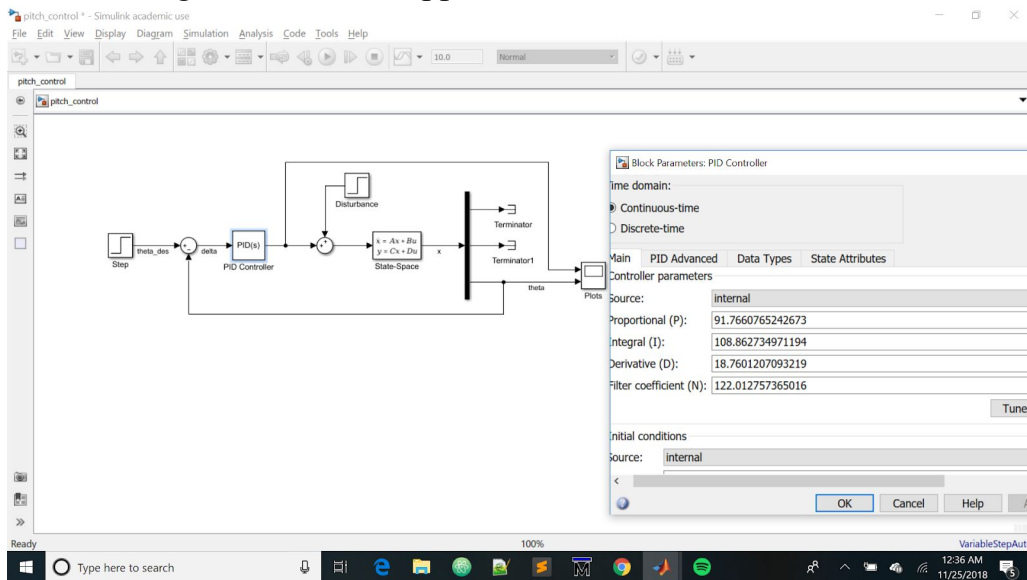 pitch_control * - Simulink academic use
File Edit View Display Diagram Simulation Analysis Code Tools Help
10.0
Normal
pitch_control
pitch_control
Block Parameters: PID Controller
Time domain:
Continuous-time
Discrete-time
Main PID Advanced Data Types State Attributes
Controller parameters
Source: internal
Proportional (P): 91.7660765242673
Integral (I): 108.862734971194
Derivative (D): 18.7601207093219
Filter coefficient (N): 122.012757365016
Tune
Initial conditions
Source: internal
OK Cancel Help
Disturbance
Terminator
Step
theta_des
delta
PID(s)
PID Controller
ẋ = Ax + Bu
y = Cx + Du
State-Space
x
Terminator1
theta
Plots
Ready
100%
VariableStepAut
Type here to search
12:36 AM
11/25/2018
5